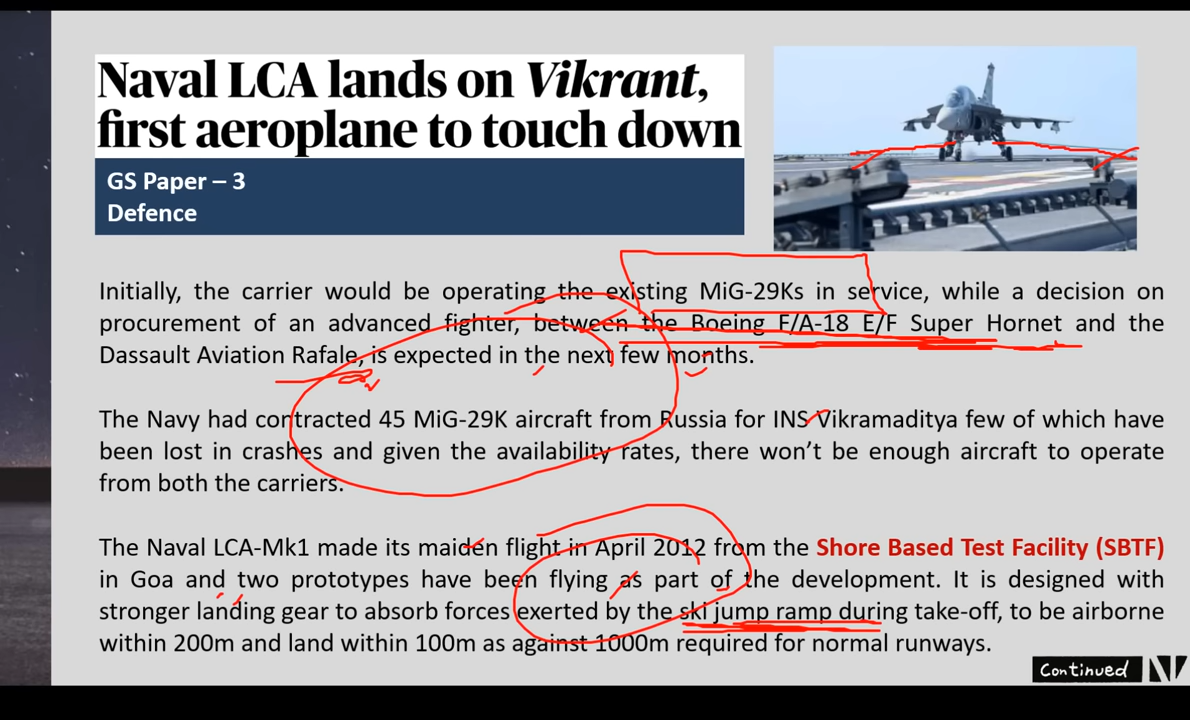 Naval LCA lands on Vikrant,
first aeroplane to touch down
GS Paper – 3
Defence
Initially, the carrier would be operating the existing MiG-29Ks in service, while a decision on
procurement of an advanced fighter, between the Boeing F/A-18 E/F Super Hornet and the
Dassault Aviation Rafale, is expected in the next few months.
The Navy had contracted 45 MiG-29K aircraft from Russia for INS Vikramaditya few of which have
been lost in crashes and given the availability rates, there won’t be enough aircraft to operate
from both the carriers.
The Naval LCA-Mk1 made its maiden flight in April 2012 from the Shore Based Test Facility (SBTF)
in Goa and two prototypes have been flying as part of the development. It is designed with
stronger landing gear to absorb forces exerted by the ski jump ramp during take-off, to be airborne
within 200m and land within 100m as against 1000m required for normal runways.
Continued